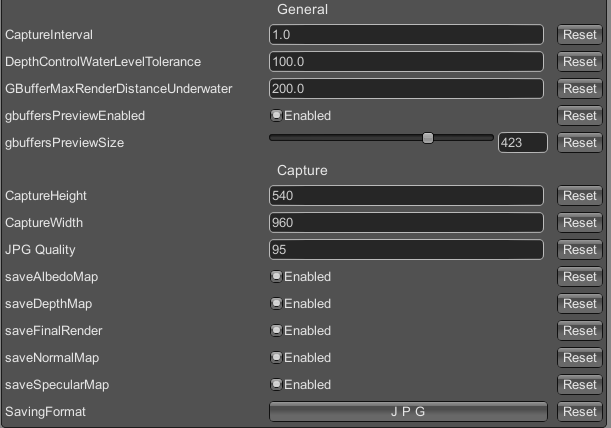 General
CaptureInterval 1.0 Reset
DepthControlWaterLevelTolerance 100.0 Reset
GBufferMaxRenderDistanceUnderwater 200.0 Reset
gbuffersPreviewEnabled Enabled Reset
gbuffersPreviewSize 423 Reset
Capture
CaptureHeight 540 Reset
CaptureWidth 960 Reset
JPG Quality 95 Reset
saveAlbedoMap Enabled Reset
saveDepthMap Enabled Reset
saveFinalRender Enabled Reset
saveNormalMap Enabled Reset
saveSpecularMap Enabled Reset
SavingFormat J P G Reset